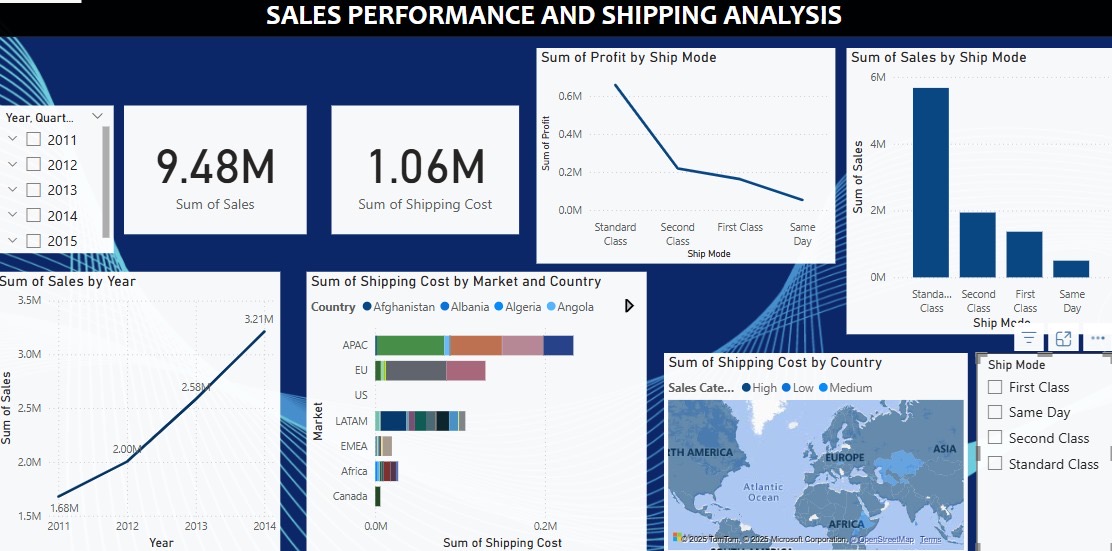 SALES PERFORMANCE AND SHIPPING ANALYSIS
Year, Quart...
2011
2012
2013
2014
2015
9.48M
Sum of Sales
1.06M
Sum of Shipping Cost
Sum of Profit by Ship Mode
Sum of Profit
0.6M
0.4M
0.2M
0.0M
Standard
Class
Second
Class
First Class
Same
Day
Ship Mode
Sum of Sales by Ship Mode
Sum of Sales
6M
4M
2M
0M
Standa...
Class
Second
Class
First
Class
Same
Day
Ship Mode
Sum of Sales by Year
Sum of Sales
3.5M
3.0M
2.5M
2.0M
1.5M
1.68M
2.00M
2.58M
3.21M
2011
2012
2013
2014
Year
Sum of Shipping Cost by Market and Country
Country Afghanistan Albania Algeria Angola
Market
APAC
EU
US
LATAM
EMEA
Africa
Canada
0.0M
0.2M
Sum of Shipping Cost
Sum of Shipping Cost by Country
Sales Cate... High Low Medium
RTH AMERICA
EUROPE
ASIA
Atlantic
Ocean
AFRICA
© 2025 TomTom, © 2025 Microsoft Corporation, © OpenStreetMap Terms
Ship Mode
First Class
Same Day
Second Class
Standard Class